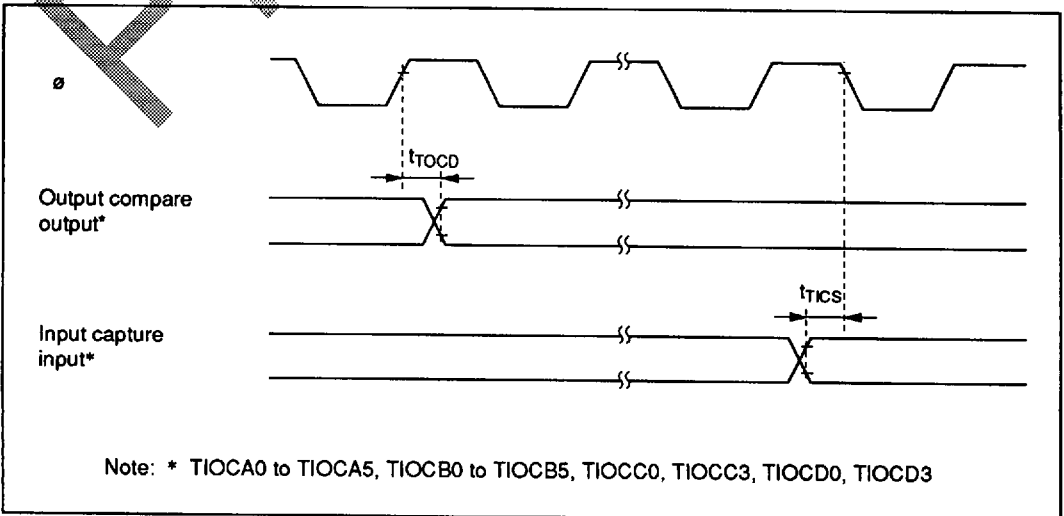 ø
tTOCD
Output compare
output*
tTICS
Input capture
input*
Note: * TIOCA0 to TIOCA5, TIOCB0 to TIOCB5, TIOCC0, TIOCC3, TIOCD0, TIOCD3